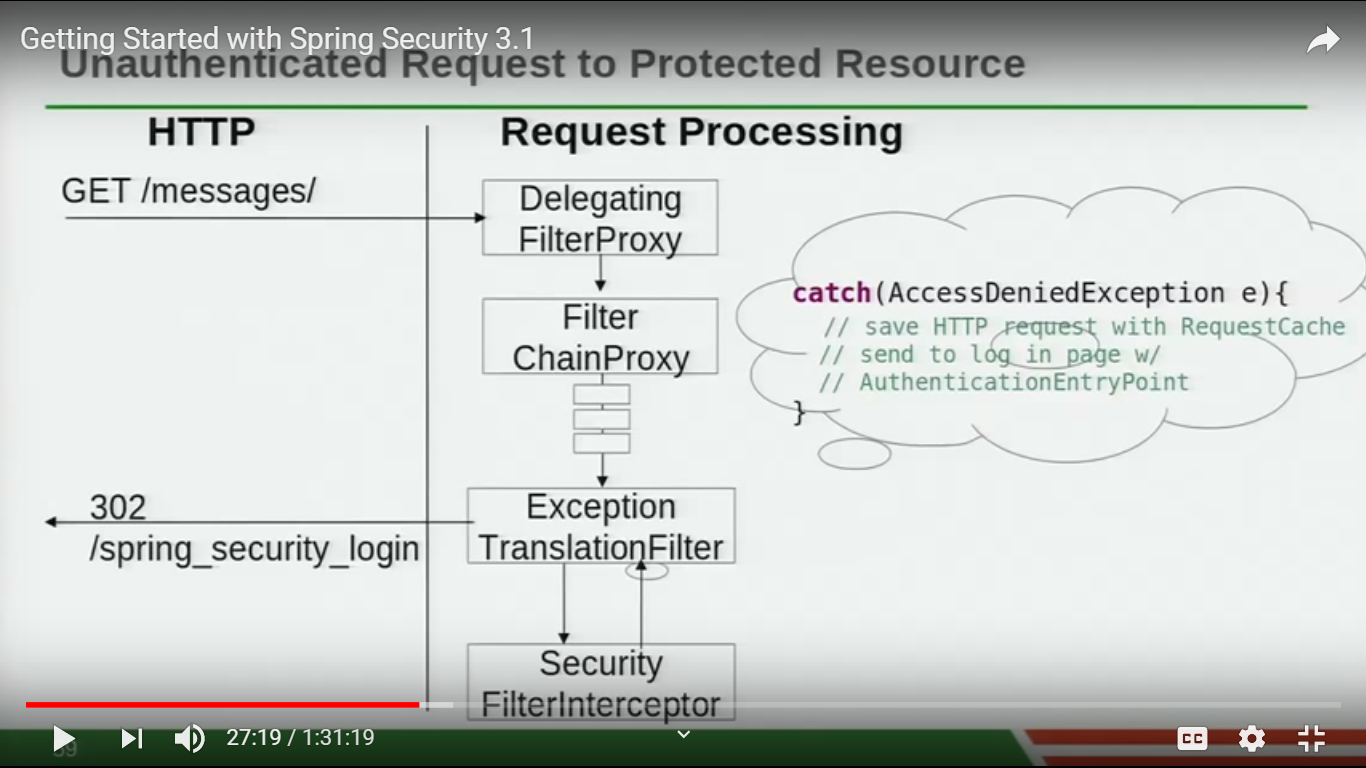 Getting Started with Spring Security 3.1
Unauthenticated Request to Protected Resource
HTTP
Request Processing
GET /messages/
Delegating
FilterProxy
Filter
ChainProxy
catch(AccessDeniedException e){
// save HTTP request with RequestCache
// send to log in page w/
// AuthenticationEntryPoint
}
302
/spring_security_login
Exception
TranslationFilter
Security
FilterInterceptor
27:19 / 1:31:19
CC
39